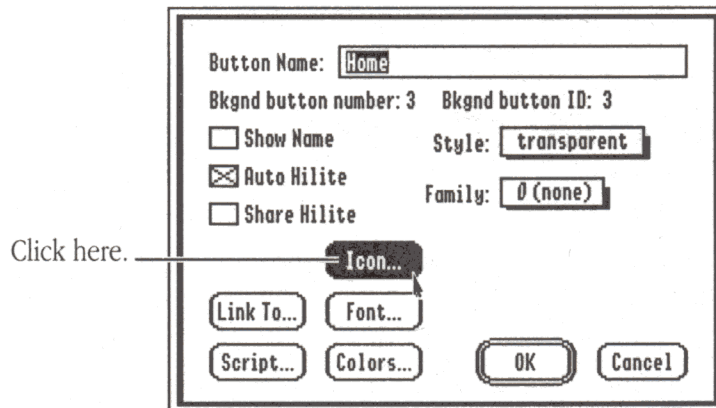 Button Name: Home
Bkgnd button number: 3 Bkgnd button ID: 3
Show Name
Style: transparent
Auto Hilite
Family: 0 (none)
Share Hilite
Click here.
Icon...
Link To... Font...
Script... Colors... OK Cancel